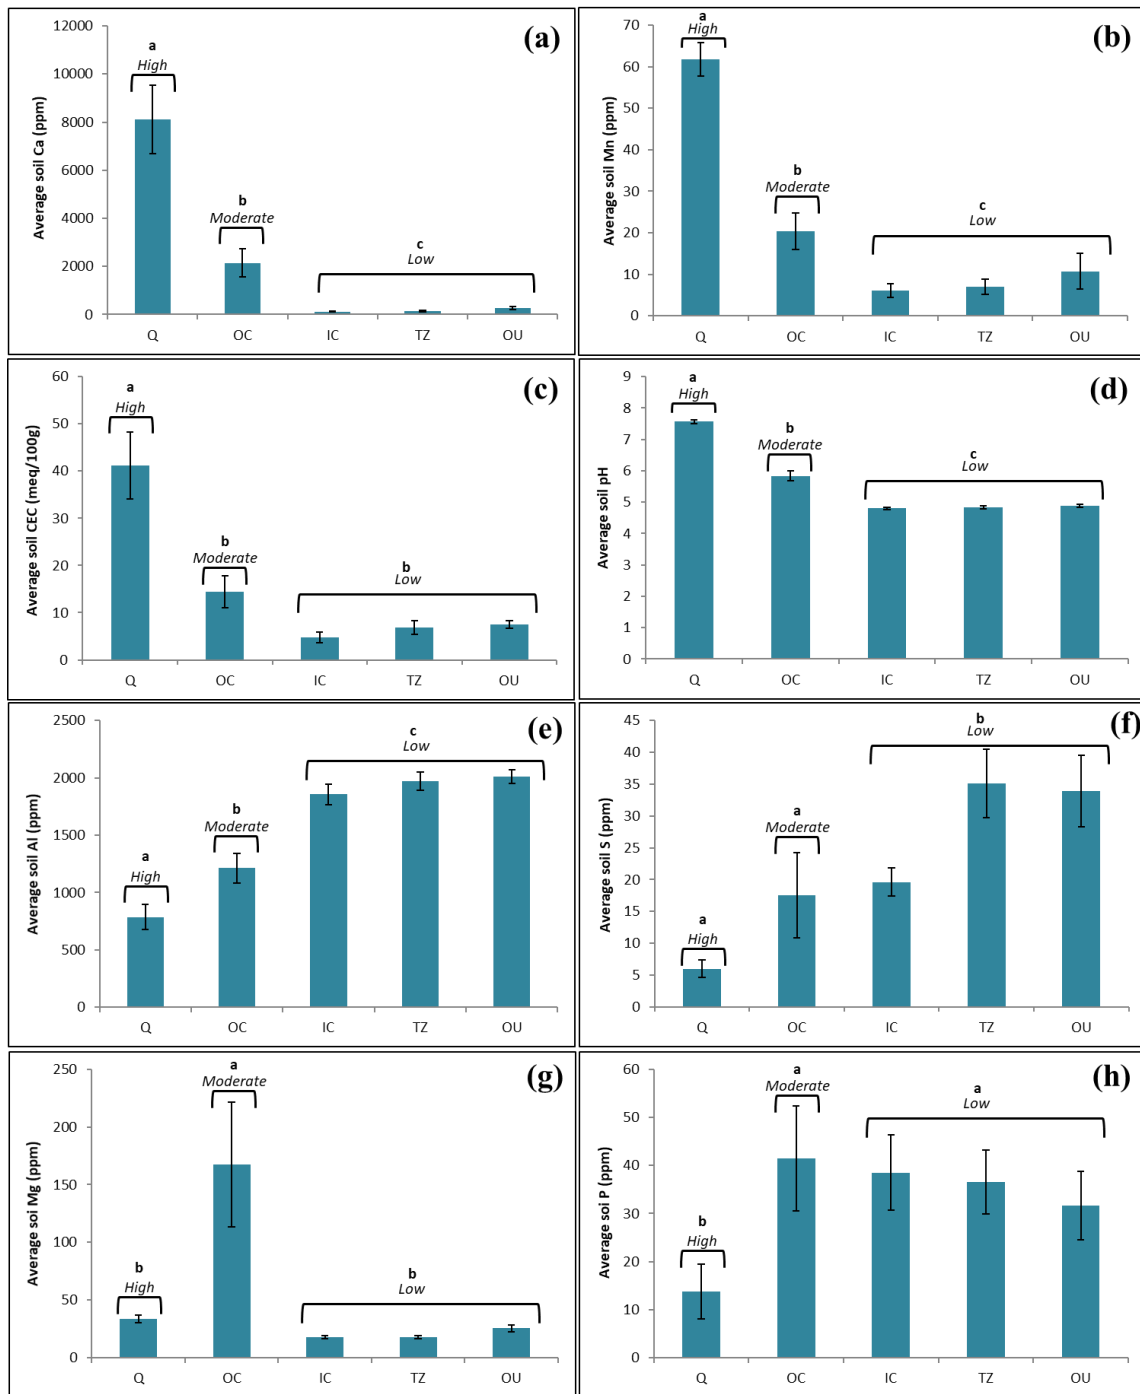 (a)
Average soil Ca (ppm)
12000
10000
8000
6000
4000
2000
0
a
High
b
Moderate
c
Low
Q OC IC TZ OU
(b)
Average soil Mn (ppm)
70
60
50
40
30
20
10
0
a
High
b
Moderate
c
Low
Q OC IC TZ OU
(c)
Average soil CEC (meq/100g)
60
50
40
30
20
10
0
a
High
b
Moderate
b
Low
Q OC IC TZ OU
(d)
Average soil pH
9
8
7
6
5
4
3
2
1
0
a
High
b
Moderate
c
Low
Q OC IC TZ OU
(e)
Average soil Al (ppm)
2500
2000
1500
1000
500
0
a
High
b
Moderate
c
Low
Q OC IC TZ OU
(f)
Average soil S (ppm)
45
40
35
30
25
20
15
10
5
0
a
High
a
Moderate
b
Low
Q OC IC TZ OU
(g)
Average soi Mg (ppm)
250
200
150
100
50
0
b
High
a
Moderate
b
Low
Q OC IC TZ OU
(h)
Average soi P (ppm)
60
50
40
30
20
10
0
b
High
a
Moderate
a
Low
Q OC IC TZ OU